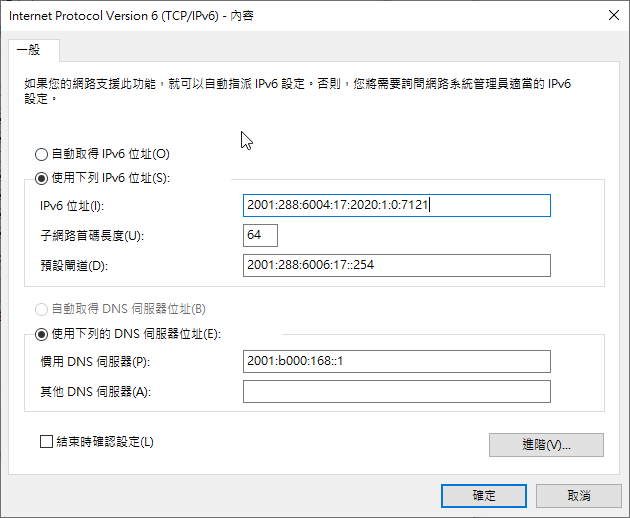 Internet Protocol Version 6 (TCP/IPv6) - 內容
一般
如果您的網路支援此功能，就可以自動指派 IPv6 設定。否則，您將需要詢問網路系統管理員適當的 IPv6
設定。
自動取得 IPv6 位址(O)
使用下列 IPv6 位址(S):
IPv6 位址(I): 2001:288:6004:17:2020:1:0:7121
子網路首碼長度(U): 64
預設閘道(D): 2001:288:6006:17::254
自動取得 DNS 伺服器位址(B)
使用下列的 DNS 伺服器位址(E):
慣用 DNS 伺服器(P): 2001:b000:168::1
其他 DNS 伺服器(A):
結束時確認設定(L)
進階(V)...
確定 取消